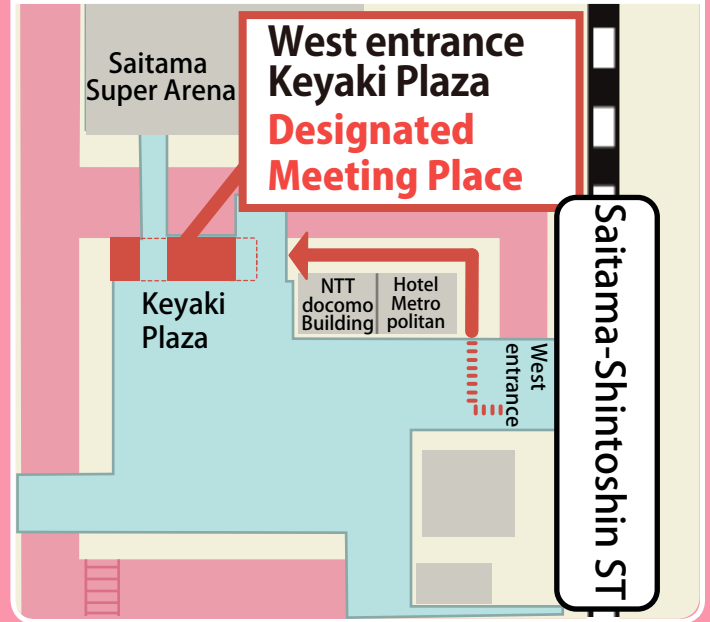 Saitama
Super Arena
West entrance
Keyaki Plaza
Designated
Meeting Place
Keyaki
Plaza
NTT
docomo
Building
Hotel
Metro
politan
West
entrance
Saitama-Shintoshin ST